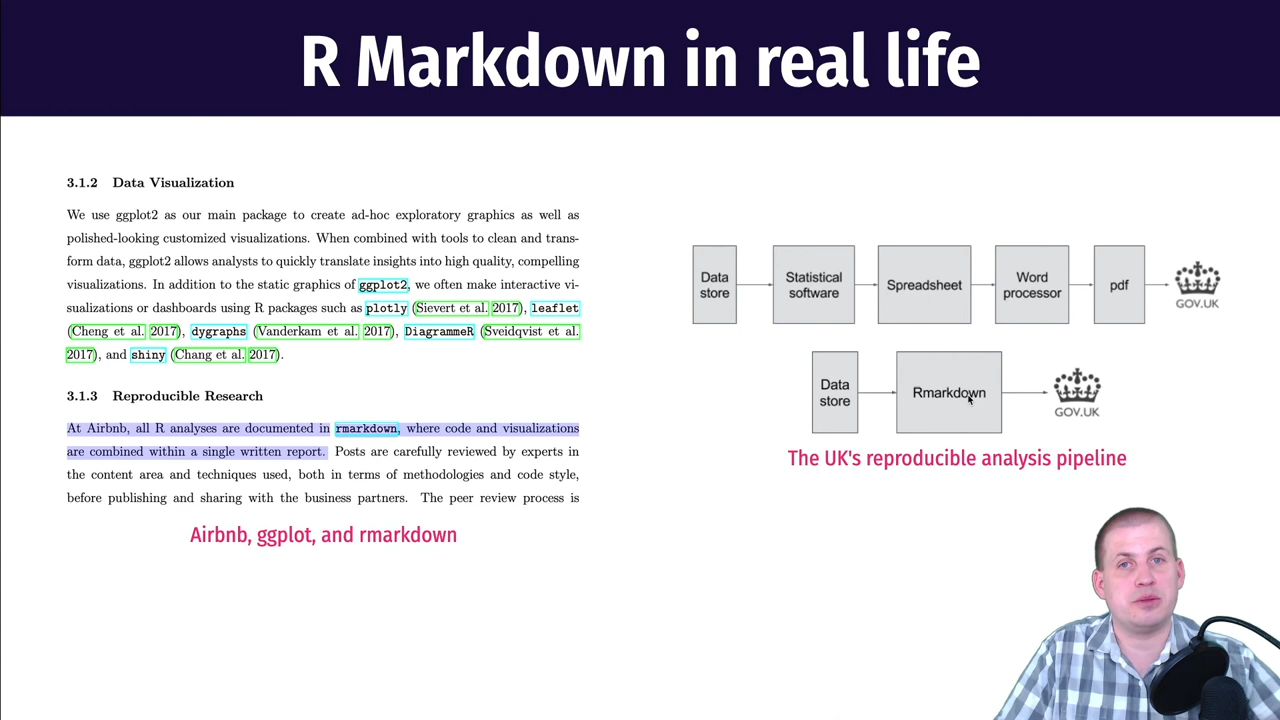 R Markdown in real life
3.1.2 Data Visualization
We use ggplot2 as our main package to create ad-hoc exploratory graphics as well as
polished-looking customized visualizations. When combined with tools to clean and trans-
form data, ggplot2 allows analysts to quickly translate insights into high quality, compelling
visualizations. In addition to the static graphics of ggplot2, we often make interactive vi-
sualizations or dashboards using R packages such as plotly (Sievert et al. 2017), leaflet
(Cheng et al. 2017), dygraphs (Vanderkam et al. 2017), DiagrammeR (Sveidqvist et al.
2017), and shiny (Chang et al. 2017).
3.1.3 Reproducible Research
At Airbnb, all R analyses are documented in rmarkdown, where code and visualizations
are combined within a single written report. Posts are carefully reviewed by experts in
the content area and techniques used, both in terms of methodologies and code style,
before publishing and sharing with the business partners. The peer review process is
Airbnb, ggplot, and rmarkdown
Data
store
Statistical
software
Spreadsheet
Word
processor
pdf
GOV.UK
Data
store
Rmarkdown
GOV.UK
The UK's reproducible analysis pipeline